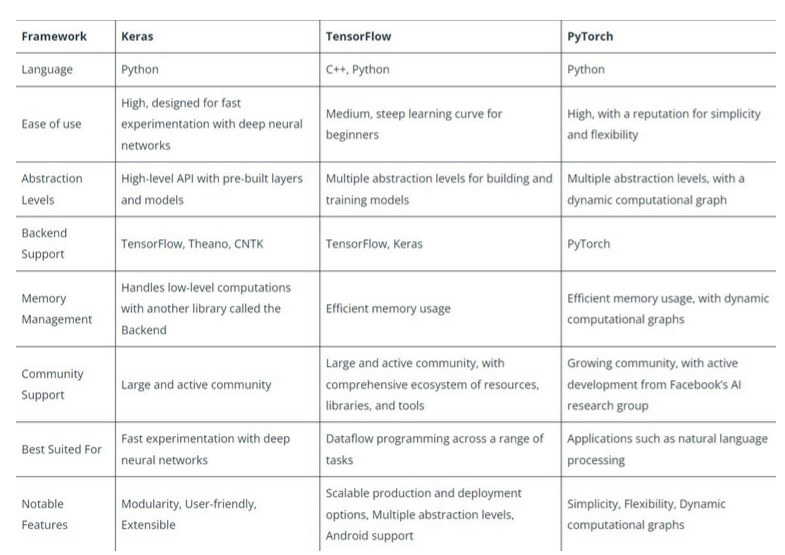 Framework Keras TensorFlow PyTorch
Language Python C++, Python Python
Ease of use
High, designed for fast
experimentation with deep neural
networks
Medium, steep learning curve for
beginners
High, with a reputation for simplicity
and flexibility
Abstraction
Levels
High-level API with pre-built layers
and models
Multiple abstraction levels for building and
training models
Multiple abstraction levels, with a
dynamic computational graph
Backend
Support
TensorFlow, Theano, CNTK
TensorFlow, Keras
PyTorch
Memory
Management
Handles low-level computations
with another library called the
Backend
Efficient memory usage
Efficient memory usage, with dynamic
computational graphs
Community
Support
Large and active community
Large and active community, with
comprehensive ecosystem of resources,
libraries, and tools
Growing community, with active
development from Facebook's AI
research group
Best Suited For
Fast experimentation with deep
neural networks
Dataflow programming across a range of
tasks
Applications such as natural language
processing
Notable
Features
Modularity, User-friendly,
Extensible
Scalable production and deployment
options, Multiple abstraction levels,
Android support
Simplicity, Flexibility, Dynamic
computational graphs